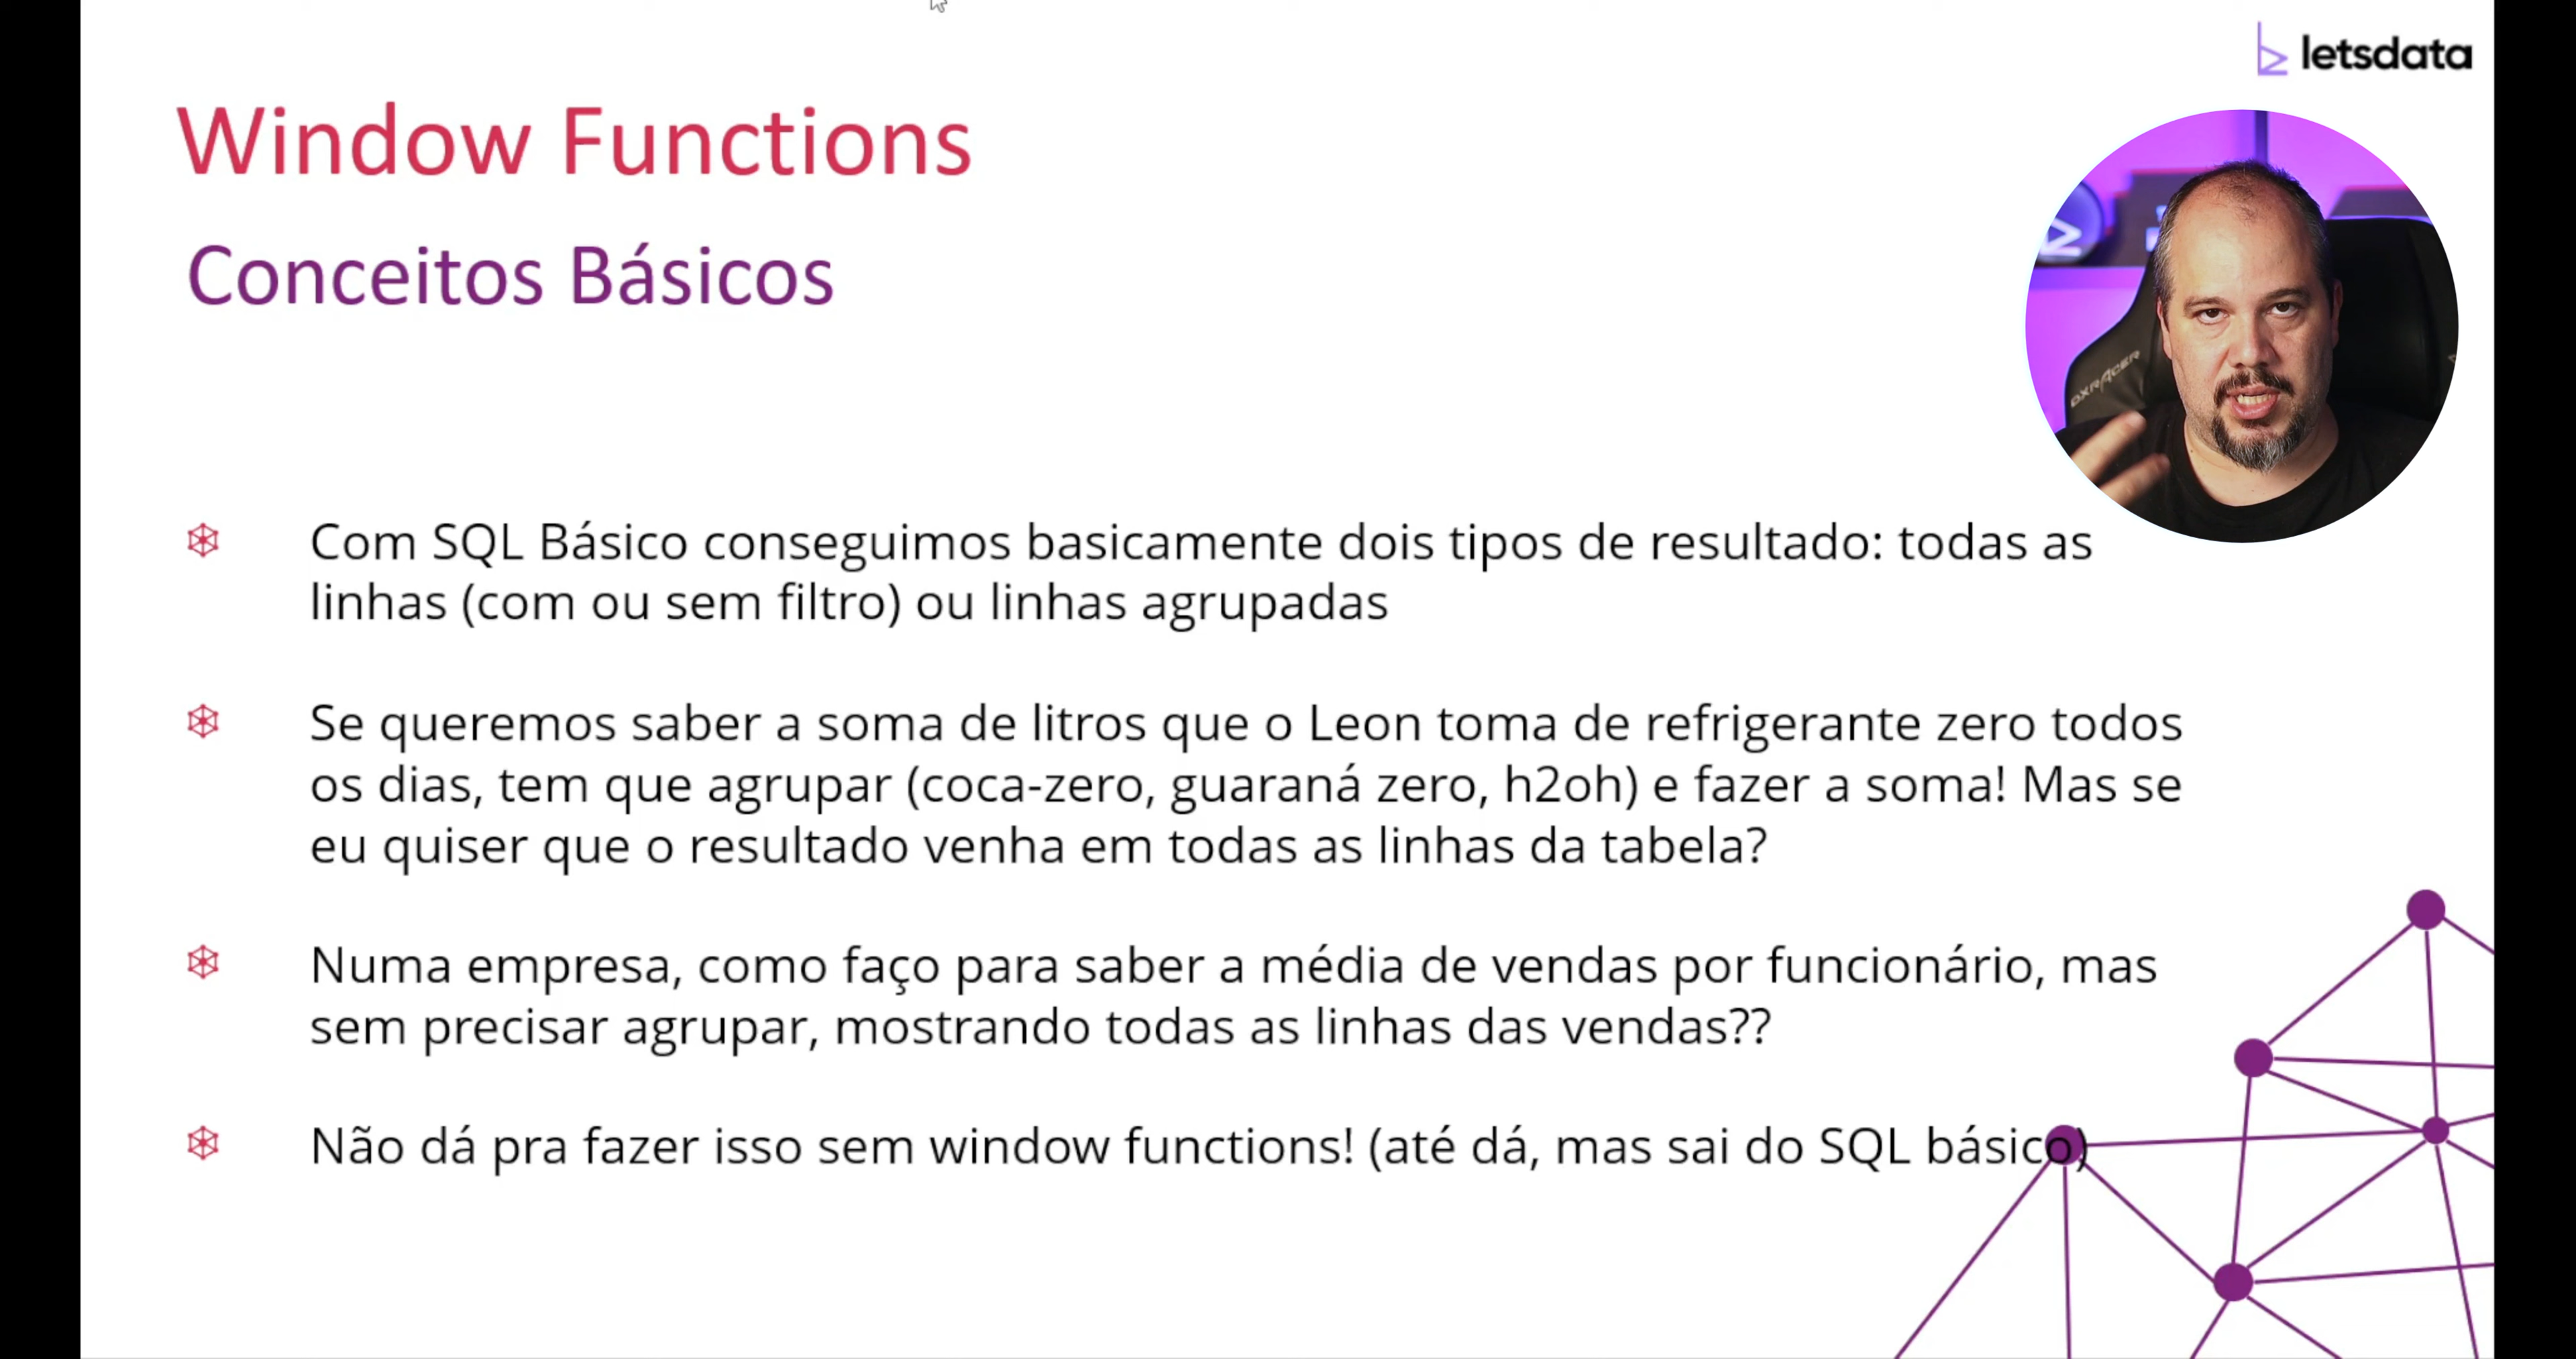 letsdata
Window Functions
Conceitos Básicos
DXRACER
Com SQL Básico conseguimos basicamente dois tipos de resultado: todas as
linhas (com ou sem filtro) ou linhas agrupadas
Se queremos saber a soma de litros que o Leon toma de refrigerante zero todos
os dias, tem que agrupar (coca-zero, guaraná zero, h2oh) e fazer a soma! Mas se
eu quiser que o resultado venha em todas as linhas da tabela?
Numa empresa, como faço para saber a média de vendas por funcionário, mas
sem precisar agrupar, mostrando todas as linhas das vendas??
Não dá pra fazer isso sem window functions! (até dá, mas sai do SQL básico)